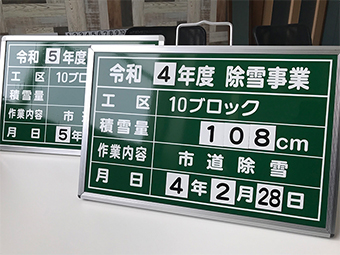 令和 5 年度
工区 10ブロック
積雪量
作業内容 市道
月日 5年
令和 4 年度 除雪事業
工区 10ブロック
積雪量 108cm
作業内容 市道除雪
月日 4年2月28日